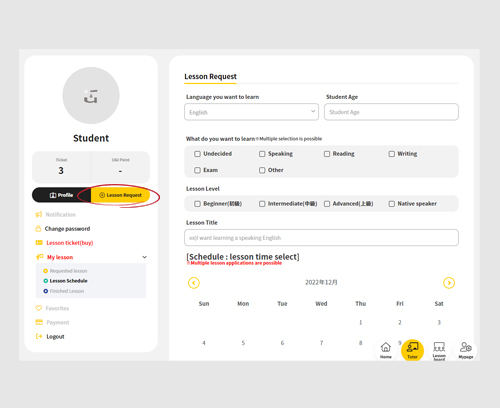 Student
Ticket
3
U&I Point
-
Profile
Lesson Request
Notification
Change password
Lesson ticket(buy)
My lesson
Requested lesson
Lesson Schedule
Finished Lesson
Favorites
Payment
Logout
Lesson Request
Language you want to learn
Student Age
English
Student Age
What do you want to learn※Multiple selection is possible
Undecided
Speaking
Reading
Writing
Exam
Other
Lesson Level
Beginner(初級)
Intermediate(中級)
Advanced(上級)
Native speaker
Lesson Title
ex)I want learning a speaking English
[Schedule : lesson time select]
※Multiple lesson applications are possible
2022年12月
Sun Mon Tue Wed Thu Fri Sat
1 2 3
4 5 6 7 8 9
Home
Tutor
Lesson board
Mypage